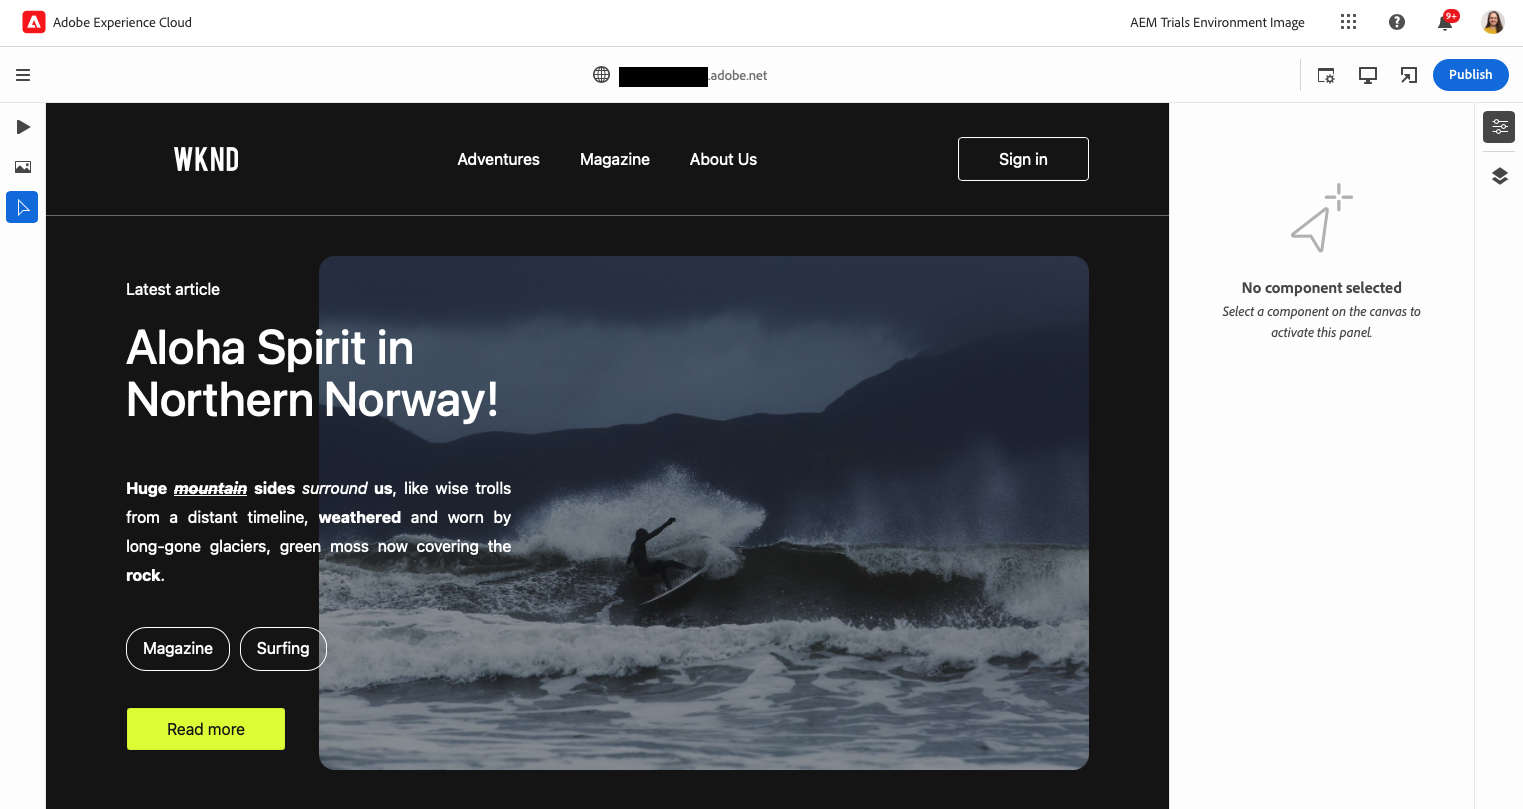 Adobe Experience Cloud
AEM Trials Environment Image
9+
.adobe.net
Publish
WKND
Adventures
Magazine
About Us
Sign in
Latest article
Aloha Spirit in
Northern Norway!
Huge mountain sides surround us, like wise trolls
from a distant timeline, weathered and worn by
long-gone glaciers, green moss now covering the
rock.
Magazine
Surfing
Read more
No component selected
Select a component on the canvas to
activate this panel.